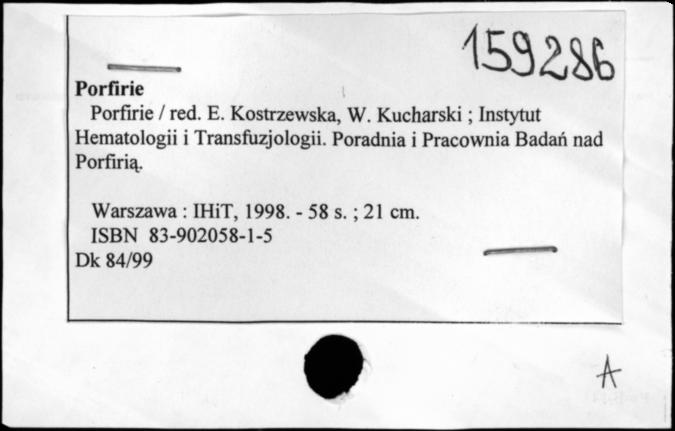 159286
Porfirie
Porfirie / red. E. Kostrzewska, W. Kucharski ; Instytut
Hematologii i Transfuzjologii. Poradnia i Pracownia Badań nad
Porfirią.
Warszawa : IHiT, 1998. - 58 s. ; 21 cm.
ISBN 83-902058-1-5
Dk 84/99
A